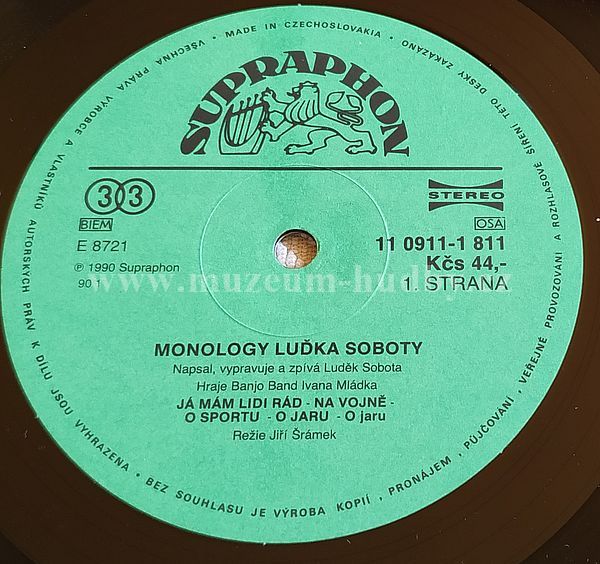 VŠECHNA PRÁVA VÝROBCE A VLASTNÍKŮ AUTORSKÝCH PRÁV K DÍLU JSOU VYHRAZENA • BEZ SOUHLASU JE VÝROBA KOPIÍ , PRONÁJEM , PŮJČOVÁNÍ , VEŘEJNÉ PROVOZOVÁNÍ A ROZHLASOVÉ ŠÍŘENÍ TÉTO DESKY ZAKÁZÁNO • MADE IN CZECHOSLOVAKIA •
SUPRAPHON
33 STEREO
BIEM OSA
E 8721 11 0911-1 811
℗ 1990 Supraphon Kčs 44,-
90 1 1. STRANA
www.muzeum-hudby.cz
MONOLOGY LUĎKA SOBOTY
Napsal, vypravuje a zpívá Luděk Sobota
Hraje Banjo Band Ivana Mládka
JÁ MÁM LIDI RÁD - NA VOJNĚ -
O SPORTU - O JARU - O jaru
Režie Jiří Šrámek